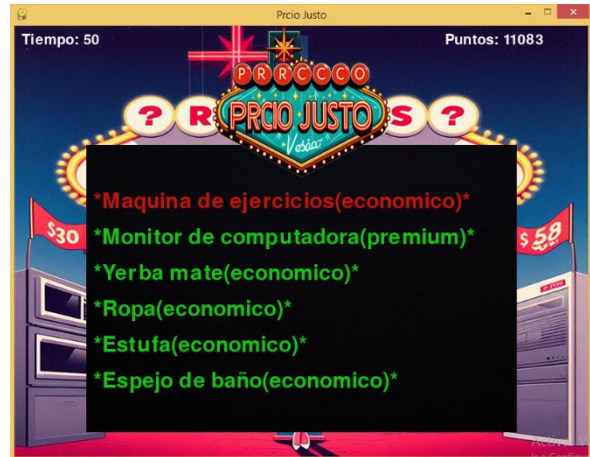 Prcio Justo
Tiempo: 50
Puntos: 11083
PRRCCCO
? R S ?
PRCIO JUSTO
$30
$58
*Maquina de ejercicios(economico)*
*Monitor de computadora(premium)*
*Yerba mate(economico)*
*Ropa(economico)*
*Estufa(economico)*
*Espejo de baño(economico)*